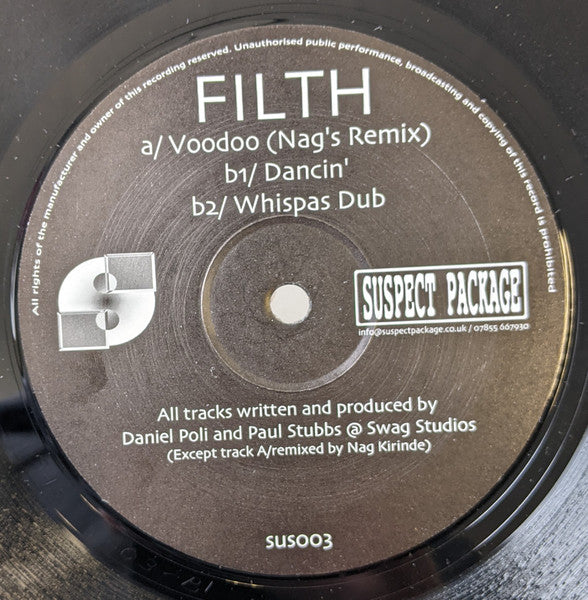 All rights of the manufacturer and owner of this recording reserved. Unauthorised public performance, broadcasting and copying of this record is prohibited
FILTH
a/ Voodoo (Nag's Remix)
b1/ Dancin'
b2/ Whispas Dub
SUSPECT PACKAGE
info@suspectpackage.co.uk / 07855 667930
All tracks written and produced by
Daniel Poli and Paul Stubbs @ Swag Studios
(Except track A/remixed by Nag Kirinde)
sus003